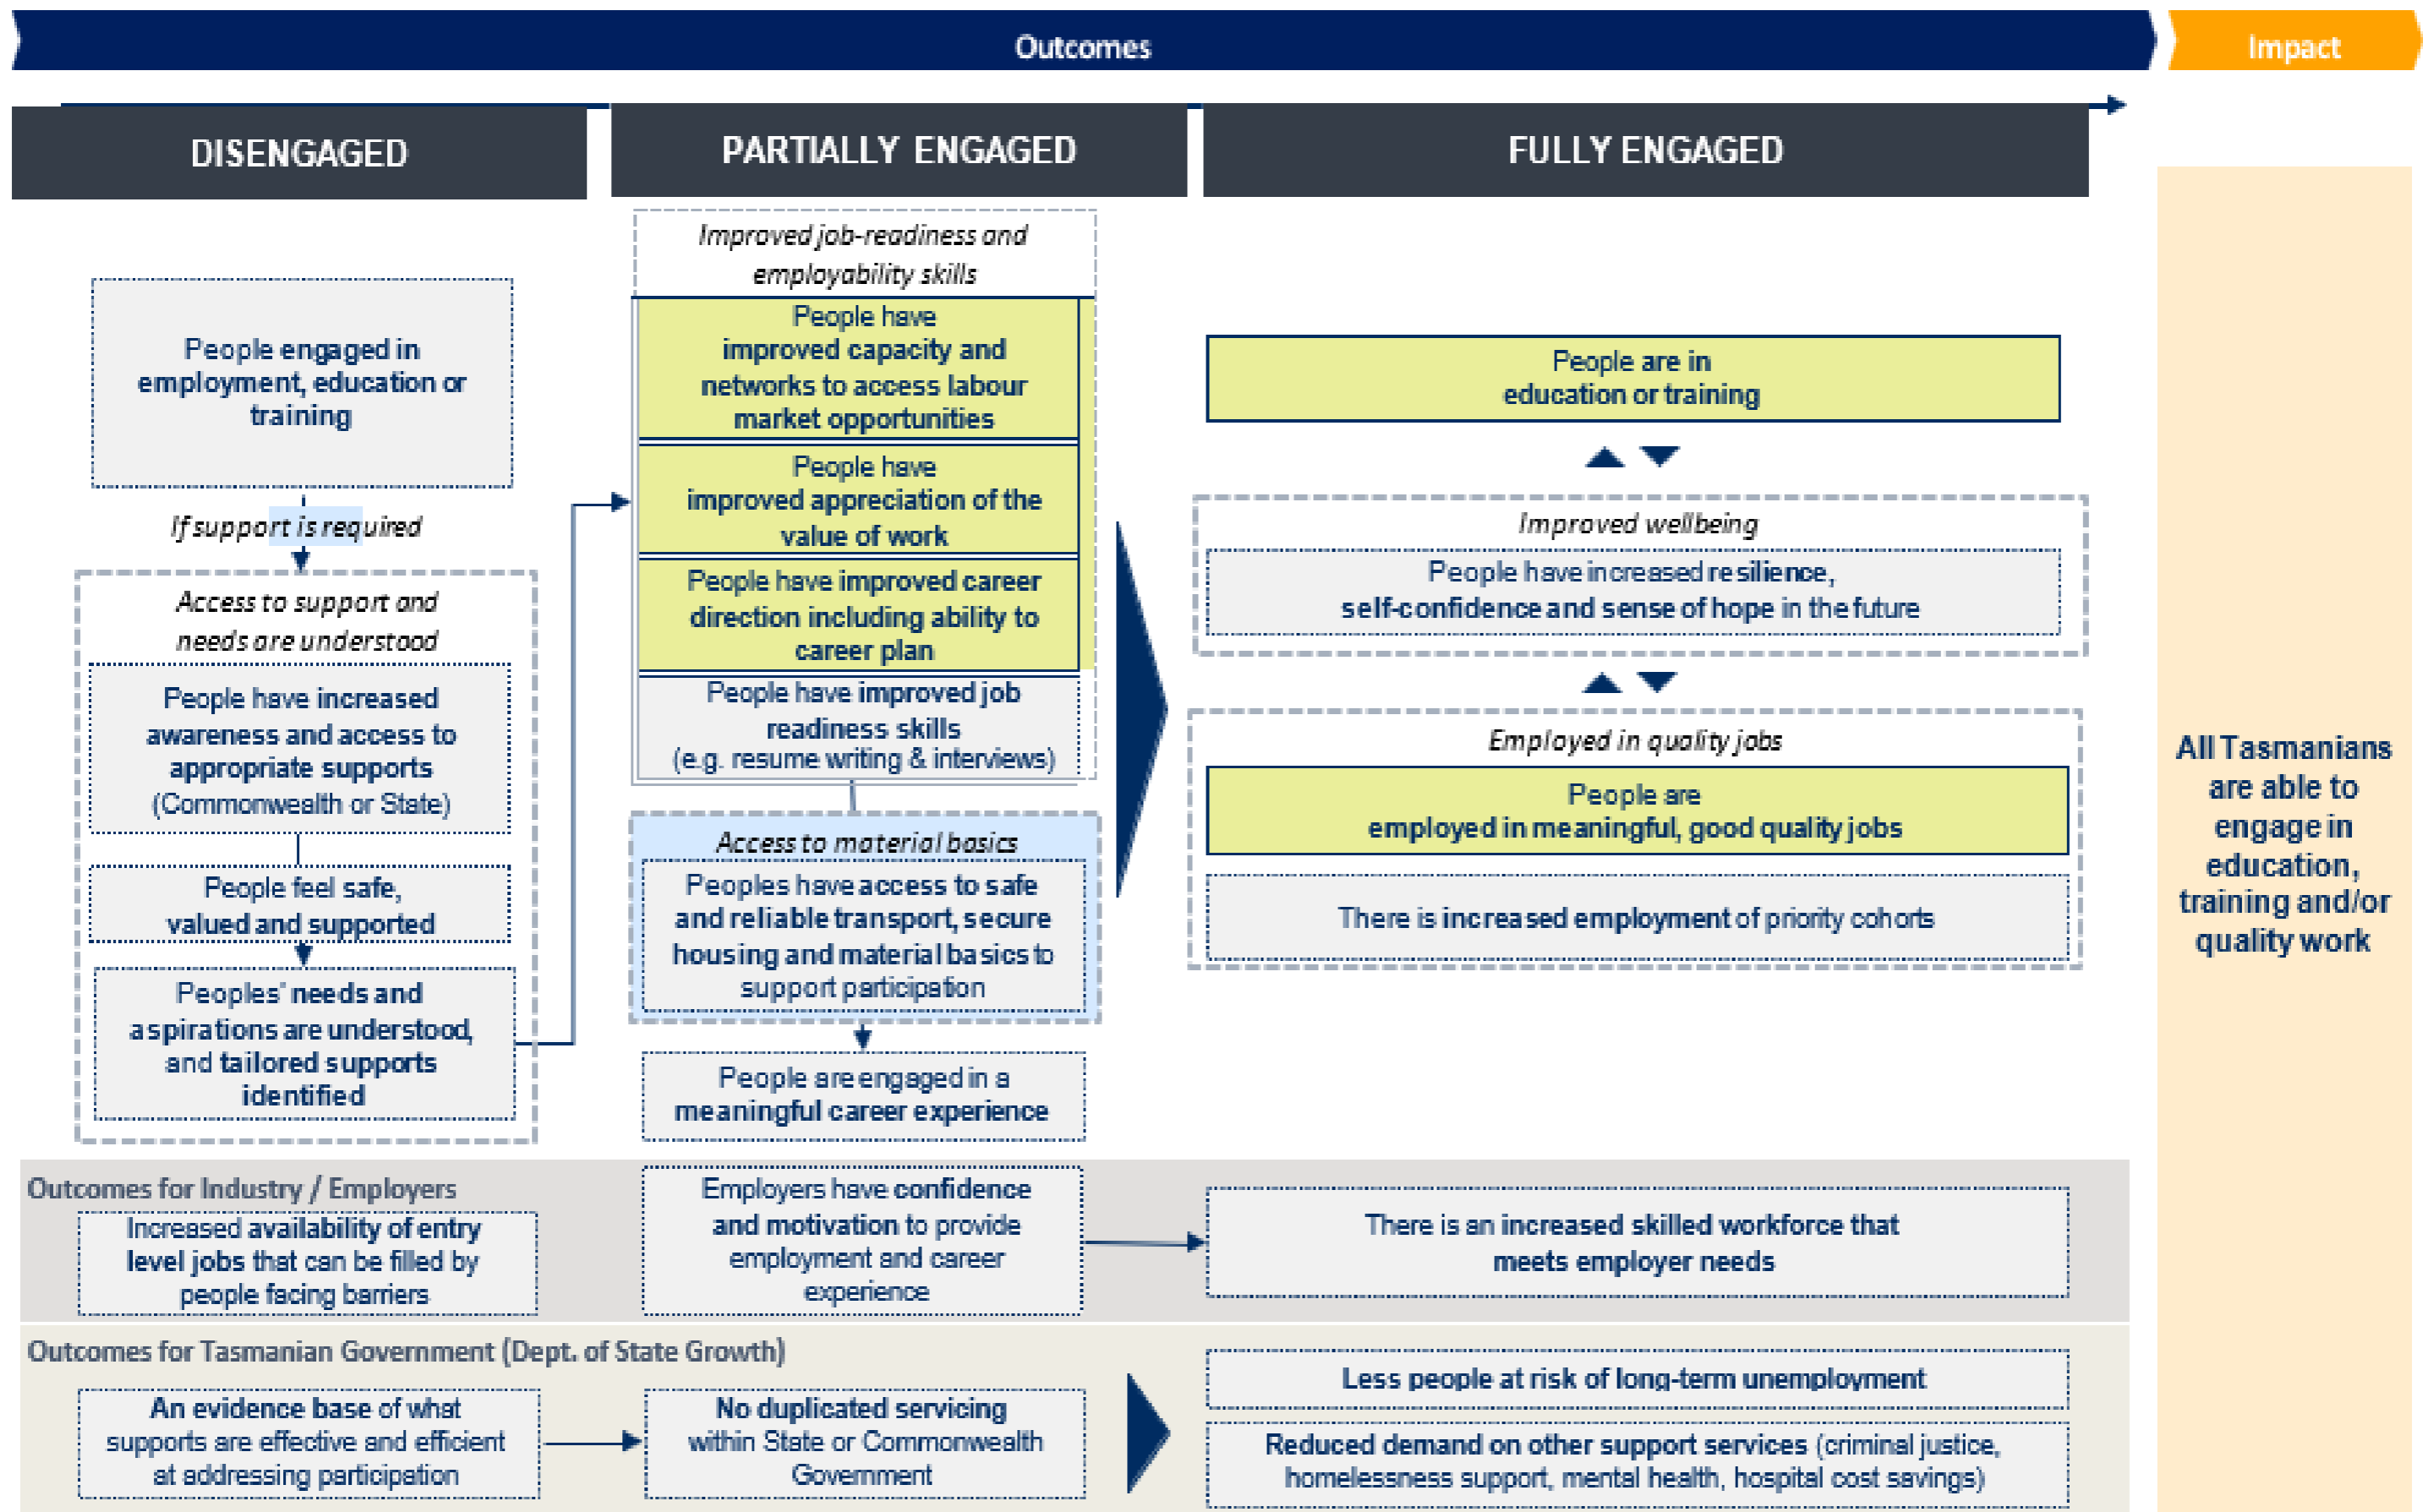 Outcomes
Impact
DISENGAGED
PARTIALLY ENGAGED
FULLY ENGAGED
People engaged in
employment, education or
training
If support is required
Access to support and
needs are understood
People have increased
awareness and access to
appropriate supports
(Commonwealth or State)
People feel safe,
valued and supported
Peoples' needs and
aspirations are understood,
and tailored supports
identified
Improved job-readiness and
employability skills
People have
improved capacity and
networks to access labour
market opportunities
People have
improved appreciation of the
value of work
People have improved career
direction including ability to
career plan
People have improved job
readiness skills
(e.g. resume writing & interviews)
Access to material basics
Peoples have access to safe
and reliable transport, secure
housing and material basics to
support participation
People are engaged in a
meaningful career experience
People are in
education or training
Improved wellbeing
People have increased resilience,
self-confidence and sense of hope in the future
Employed in quality jobs
People are
employed in meaningful, good quality jobs
There is increased employment of priority cohorts
All Tasmanians
are able to
engage in
education,
training and/or
quality work
Outcomes for Industry / Employers
Increased availability of entry
level jobs that can be filled by
people facing barriers
Employers have confidence
and motivation to provide
employment and career
experience
There is an increased skilled workforce that
meets employer needs
Outcomes for Tasmanian Government (Dept. of State Growth)
An evidence base of what
supports are effective and efficient
at addressing participation
No duplicated servicing
within State or Commonwealth
Government
Less people at risk of long-term unemployment
Reduced demand on other support services (criminal justice,
homelessness support, mental health, hospital cost savings)